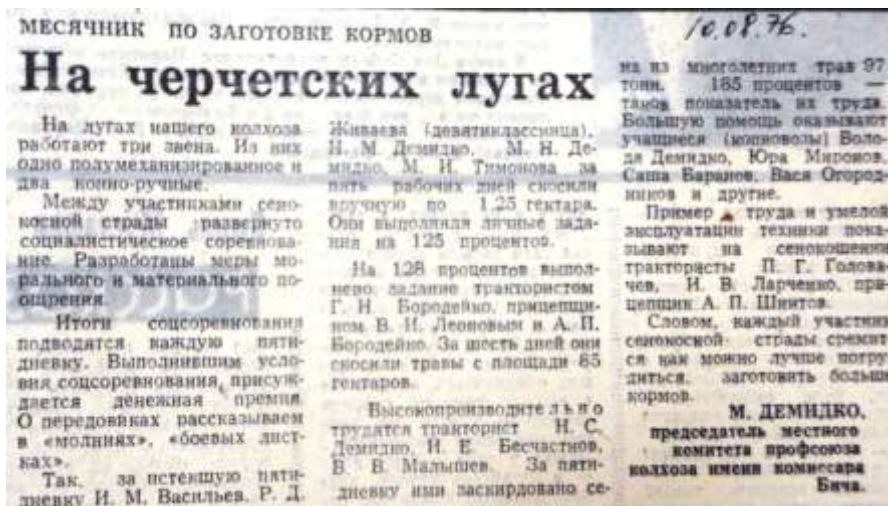 МЕСЯЧНИК ПО ЗАГОТОВКЕ КОРМОВ
10.08.76.
На черчетских лугах
На лугах нашего колхоза
работают три звена. Из них
одно полумеханизированное и
два конно-ручные.
Между участниками сено-
косной страды развернуто
социалистическое соревнова-
ние. Разработаны меры мо-
рального и материального по-
ощрения.
Итоги соцсоревнования
подводятся каждую пяти-
дневку. Выполнившим усло-
вия соцсоревнования, присуж-
дается денежная премия.
О передовиках рассказываем
в «молниях», «боевых лист-
ках».
Так, за истекшую пяти-
дневку И. М. Васильев, Р. Д.
Живаева (девятиклассница),
Н. М. Демидко, М. Н. Де-
мидко, М. И. Тимонова за
пять рабочих дней скосили
вручную по 1,25 гектара.
Они выполнили личные зада-
ния на 125 процентов.
На 128 процентов выпол-
нено задание трактористом
Г. Н. Бородейко, прицепщи-
ком В. И. Леоновым и А. П.
Бородейко. За шесть дней они
скосили травы с площади 85
гектаров.
Высокопроизводительно
трудятся тракторист Н. С.
Демидко, И. Е. Бесчастнов,
В. В. Малышев. За пяти-
дневку ими заскирдовано се-
на из многолетних трав 97
тонн. 185 процентов —
таков показатель их труда.
Большую помощь оказывают
учащиеся (копновозы) Воло-
дя Демидко, Юра Миронов,
Саша Баранов, Вася Огород-
ников и другие.
Пример труда и умелой
эксплуатации техники пока-
зывают на сенокошении
трактористы П. Г. Голова-
чев, И. В. Ларченко, при-
цепщик А. П. Шнитов.
Словом, каждый участник
сенокосной страды стремит-
ся как можно лучше потру-
диться, заготовить больше
кормов.
М. ДЕМИДКО,
председатель местного
комитета профсоюза
колхоза имени комиссара
Бича.